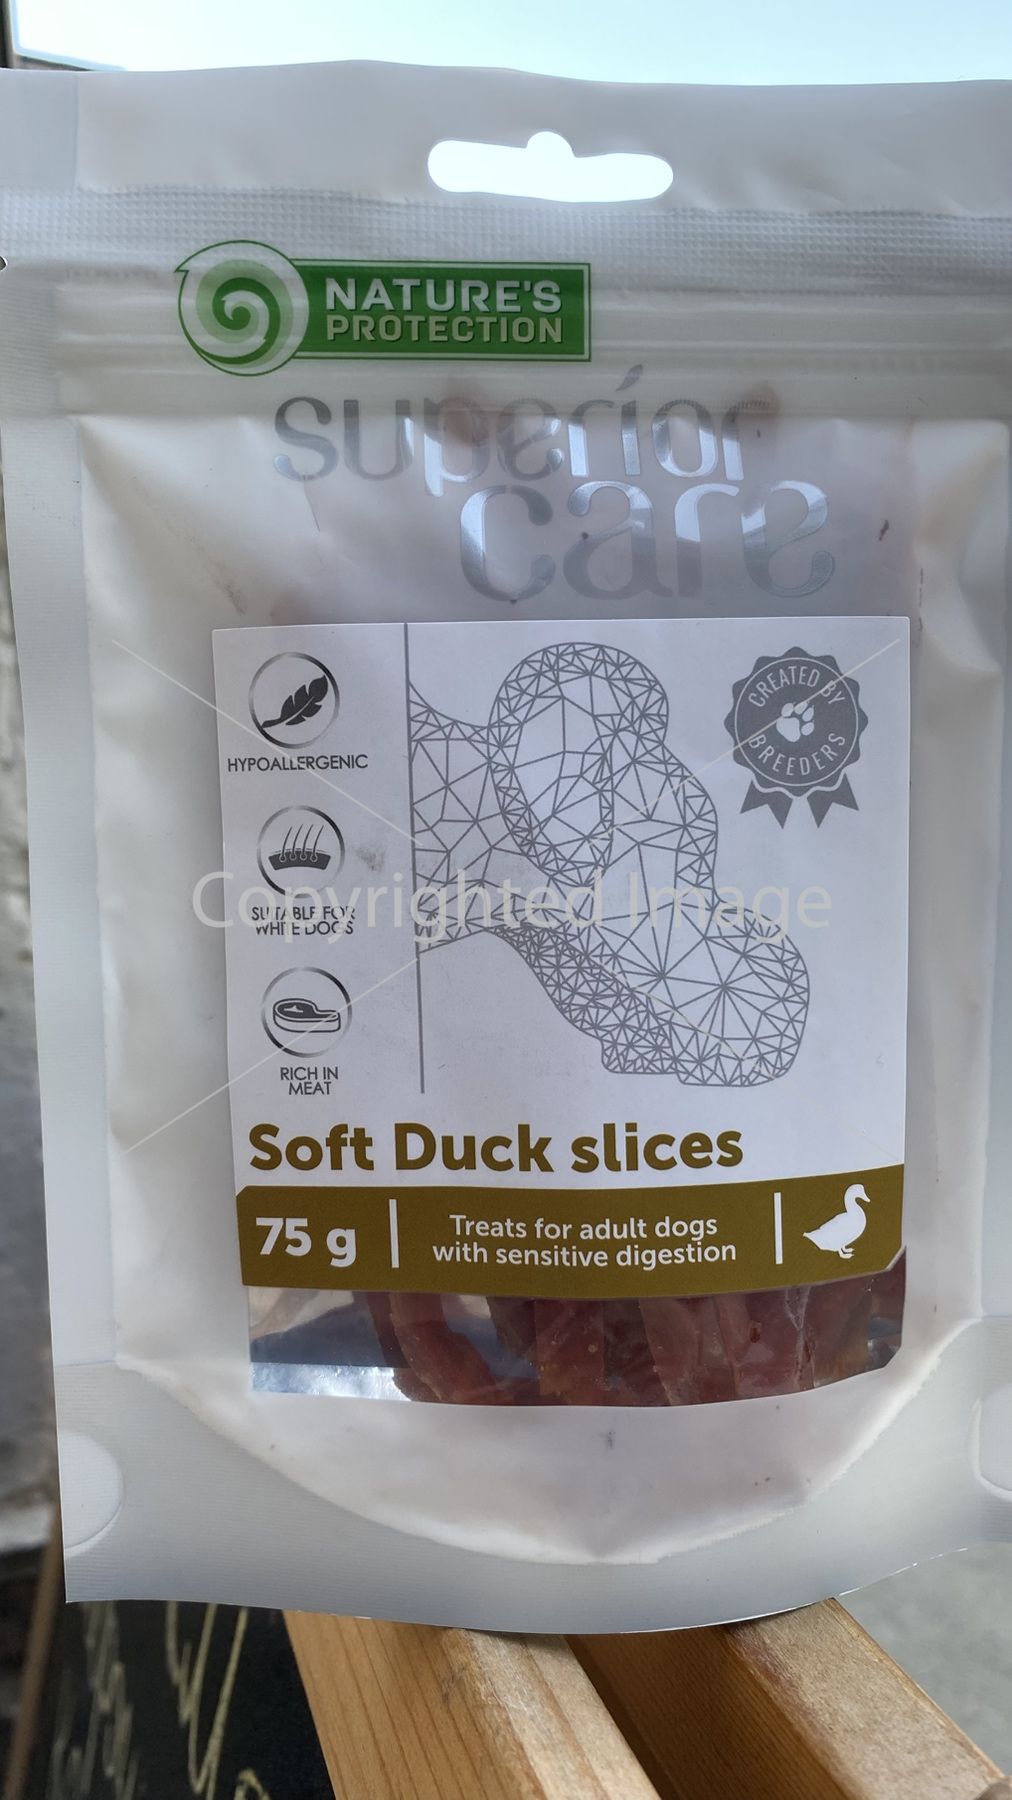 NATURE'S
PROTECTION
superior
care
HYPOALLERGENIC
CREATED BY
BREEDERS
SUITABLE FOR
WHITE DOGS
Copyrighted Image
RICH IN
MEAT
Soft Duck slices
75 g
Treats for adult dogs
with sensitive digestion